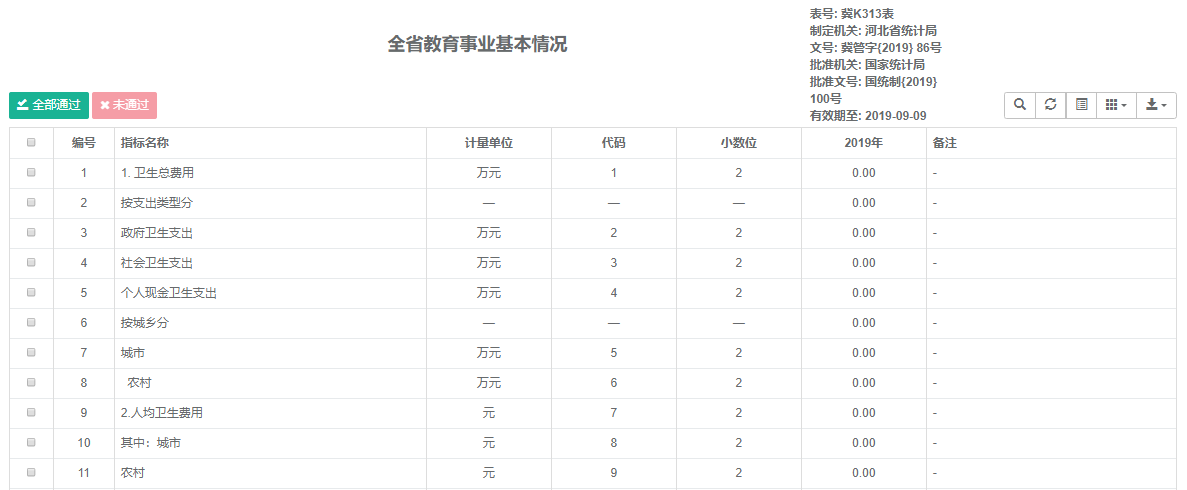 表号: 冀K313表
制定机关: 河北省统计局
全省教育事业基本情况
文号: 冀管字{2019} 86号
批准机关: 国家统计局
批准文号: 国统制{2019}
100号
有效期至: 2019-09-09
全部通过 未通过
编号 指标名称 计量单位 代码 小数位 2019年 备注
1 1. 卫生总费用 万元 1 2 0.00 -
2 按支出类型分 — — — 0.00 -
3 政府卫生支出 万元 2 2 0.00 -
4 社会卫生支出 万元 3 2 0.00 -
5 个人现金卫生支出 万元 4 2 0.00 -
6 按城乡分 — — — 0.00 -
7 城市 万元 5 2 0.00 -
8 农村 万元 6 2 0.00 -
9 2.人均卫生费用 元 7 2 0.00 -
10 其中：城市 元 8 2 0.00 -
11 农村 元 9 2 0.00 -